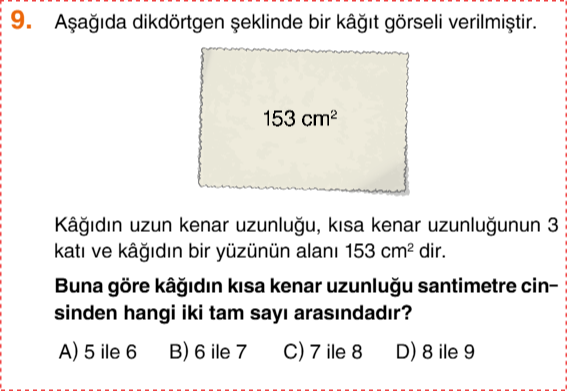 9. Aşağıda dikdörtgen şeklinde bir kâğıt görseli verilmiştir.
153 cm²
Kâğıdın uzun kenar uzunluğu, kısa kenar uzunluğunun 3
katı ve kâğıdın bir yüzünün alanı 153 cm² dir.
Buna göre kâğıdın kısa kenar uzunluğu santimetre cin-
sinden hangi iki tam sayı arasındadır?
A) 5 ile 6 B) 6 ile 7 C) 7 ile 8 D) 8 ile 9